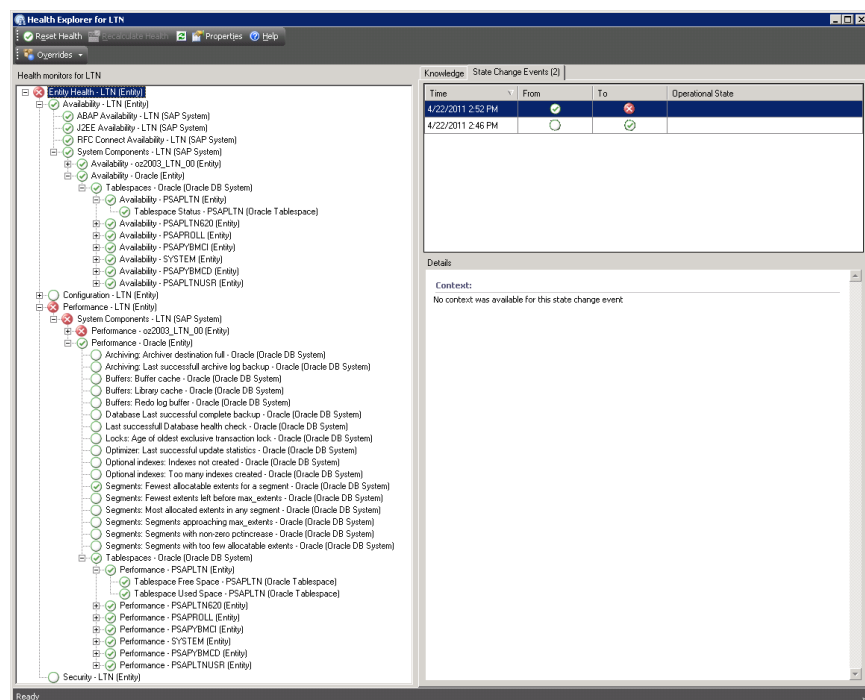 Health Explorer for LTN
Reset Health Recalculate Health Properties Help
Overrides
Health monitors for LTN
Entity Health - LTN (Entity)
Availability - LTN (Entity)
ABAP Availability - LTN (SAP System)
J2EE Availability - LTN (SAP System)
RFC Connect Availability - LTN (SAP System)
System Components - LTN (SAP System)
Availability - oz2003_LTN_00 (Entity)
Availability - Oracle (Entity)
Tablespaces - Oracle (Oracle DB System)
Availability - PSAPLTN (Entity)
Tablespace Status - PSAPLTN (Oracle Tablespace)
Availability - PSAPLTN620 (Entity)
Availability - PSAPROLL (Entity)
Availability - PSAPYBMCI (Entity)
Availability - SYSTEM (Entity)
Availability - PSAPYBMCD (Entity)
Availability - PSAPLTNUSR (Entity)
Configuration - LTN (Entity)
Performance - LTN (Entity)
System Components - LTN (SAP System)
Performance - oz2003_LTN_00 (Entity)
Performance - Oracle (Entity)
Archiving: Archiver destination full - Oracle (Oracle DB System)
Archiving: Last successfull archive log backup - Oracle (Oracle DB System)
Buffers: Buffer cache - Oracle (Oracle DB System)
Buffers: Library cache - Oracle (Oracle DB System)
Buffers: Redo log buffer - Oracle (Oracle DB System)
Database Last successful complete backup - Oracle (Oracle DB System)
Last successfull Database health check - Oracle (Oracle DB System)
Locks: Age of oldest exclusive transaction lock - Oracle (Oracle DB System)
Optimizer: Last successful update statistics - Oracle (Oracle DB System)
Optional indexes: Indexes not created - Oracle (Oracle DB System)
Optional indexes: Too many indexes created - Oracle (Oracle DB System)
Segments: Fewest allocatable extents for a segment - Oracle (Oracle DB System)
Segments: Fewest extents left before max_extents - Oracle (Oracle DB System)
Segments: Most allocated extents in any segment - Oracle (Oracle DB System)
Segments: Segments approaching max_extents - Oracle (Oracle DB System)
Segments: Segments with non-zero pctincrease - Oracle (Oracle DB System)
Segments: Segments with too few allocatable extents - Oracle (Oracle DB System)
Tablespaces - Oracle (Oracle DB System)
Performance - PSAPLTN (Entity)
Tablespace Free Space - PSAPLTN (Oracle Tablespace)
Tablespace Used Space - PSAPLTN (Oracle Tablespace)
Performance - PSAPLTN620 (Entity)
Performance - PSAPROLL (Entity)
Performance - PSAPYBMCI (Entity)
Performance - SYSTEM (Entity)
Performance - PSAPYBMCD (Entity)
Performance - PSAPLTNUSR (Entity)
Security - LTN (Entity)
Knowledge State Change Events (2)
Time From To Operational State
4/22/2011 2:52 PM
4/22/2011 2:46 PM
Details
Context:
No context was available for this state change event
Ready